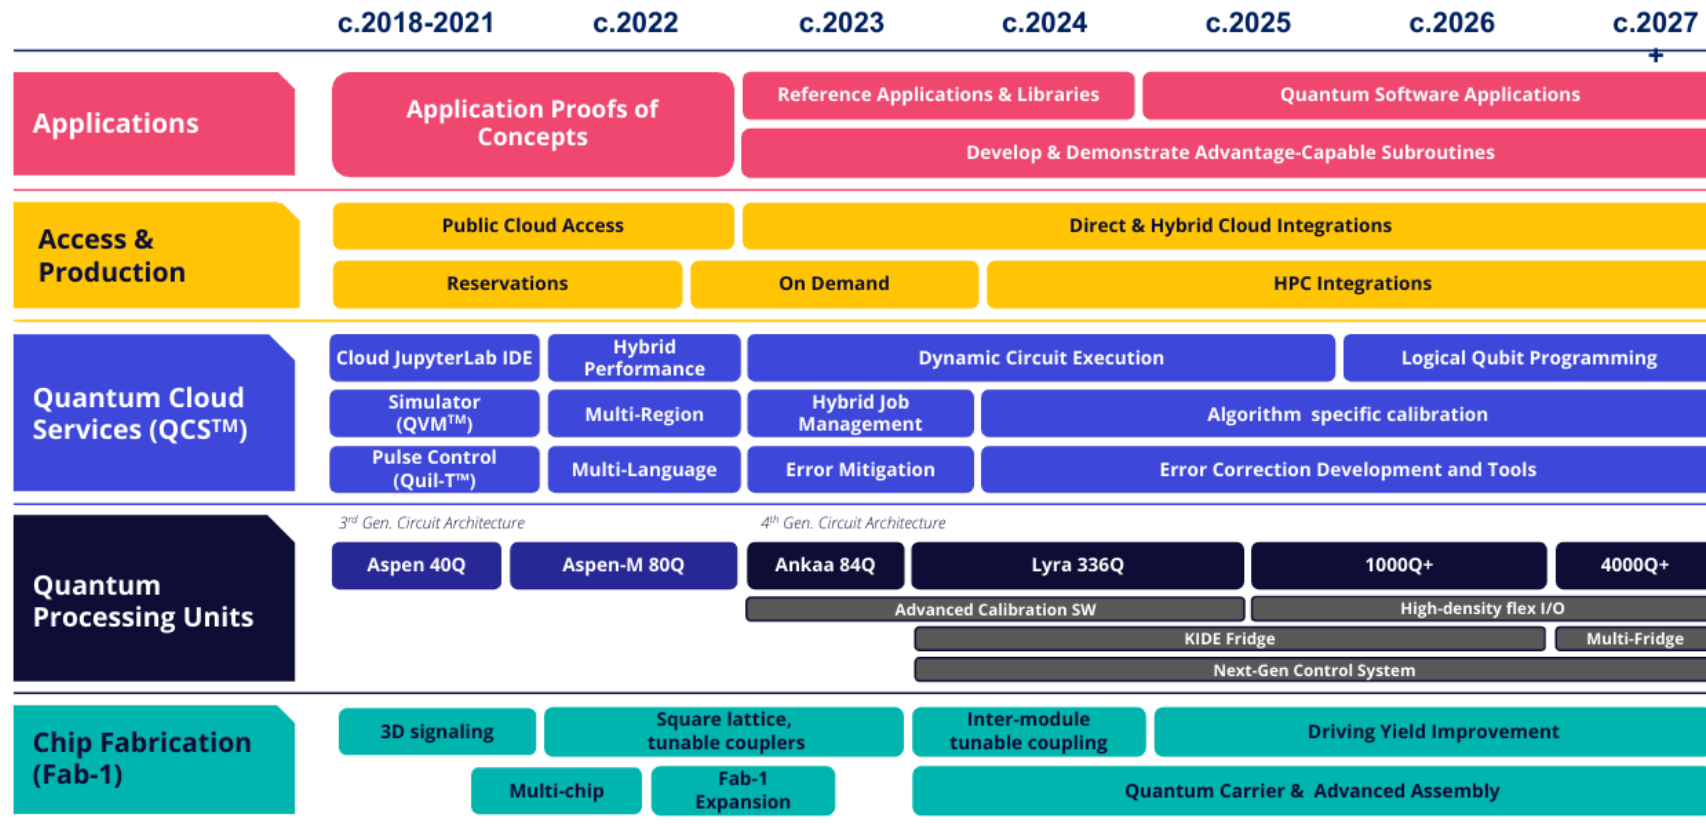 c.2018-2021 c.2022 c.2023 c.2024 c.2025 c.2026 c.2027
+
Applications
Application Proofs of
Concepts
Reference Applications & Libraries
Quantum Software Applications
Develop & Demonstrate Advantage-Capable Subroutines
Access &
Production
Public Cloud Access
Direct & Hybrid Cloud Integrations
Reservations
On Demand
HPC Integrations
Quantum Cloud
Services (QCS™)
Cloud JupyterLab IDE
Hybrid
Performance
Dynamic Circuit Execution
Logical Qubit Programming
Simulator
(QVM™)
Multi-Region
Hybrid Job
Management
Algorithm specific calibration
Pulse Control
(Quil-T™)
Multi-Language
Error Mitigation
Error Correction Development and Tools
Quantum
Processing Units
3rd Gen. Circuit Architecture
4th Gen. Circuit Architecture
Aspen 40Q
Aspen-M 80Q
Ankaa 84Q
Lyra 336Q
1000Q+
4000Q+
Advanced Calibration SW
High-density flex I/O
KIDE Fridge
Multi-Fridge
Next-Gen Control System
Chip Fabrication
(Fab-1)
3D signaling
Square lattice,
tunable couplers
Inter-module
tunable coupling
Driving Yield Improvement
Multi-chip
Fab-1
Expansion
Quantum Carrier & Advanced Assembly